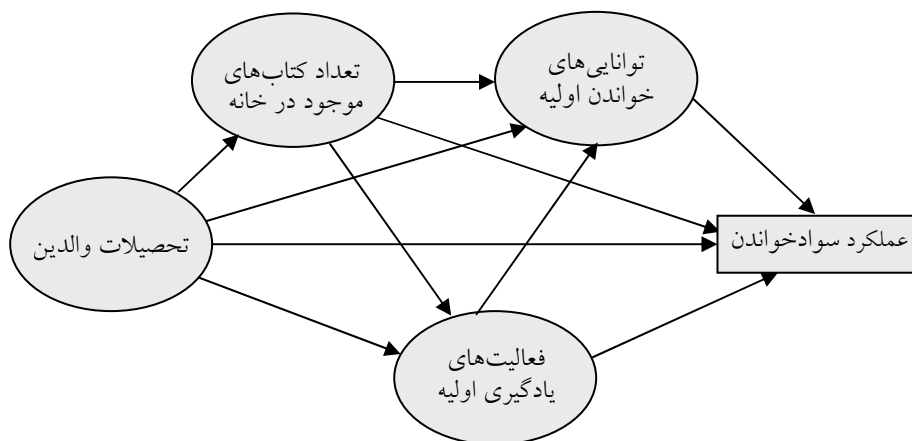 تعداد کتاب‌های
موجود در خانه
توانایی‌های
خواندن اولیه
تحصیلات والدین
عملکرد سوادخواندن
فعالیت‌های
یادگیری اولیه